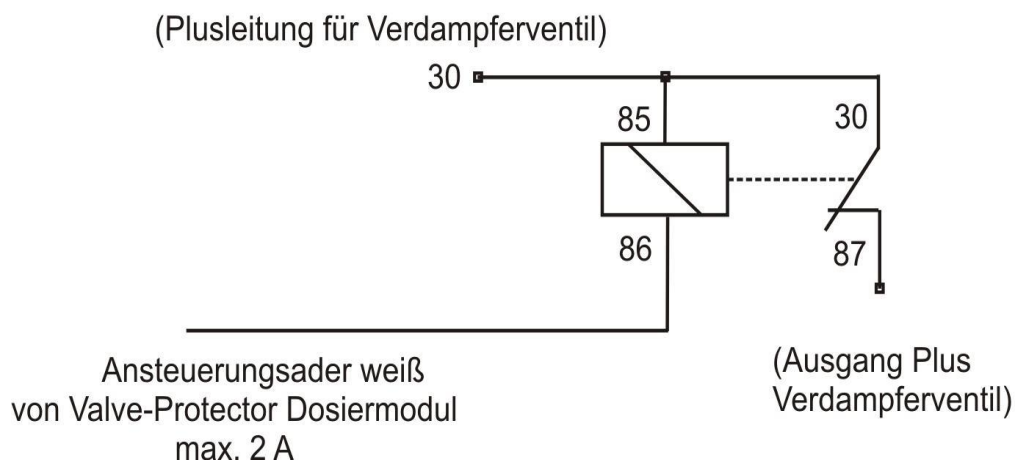 (Plusleitung für Verdampferventil)
30
85
30
86
87
Ansteuerungsader weiß
von Valve-Protector Dosiermodul
max. 2 A
(Ausgang Plus
Verdampferventil)